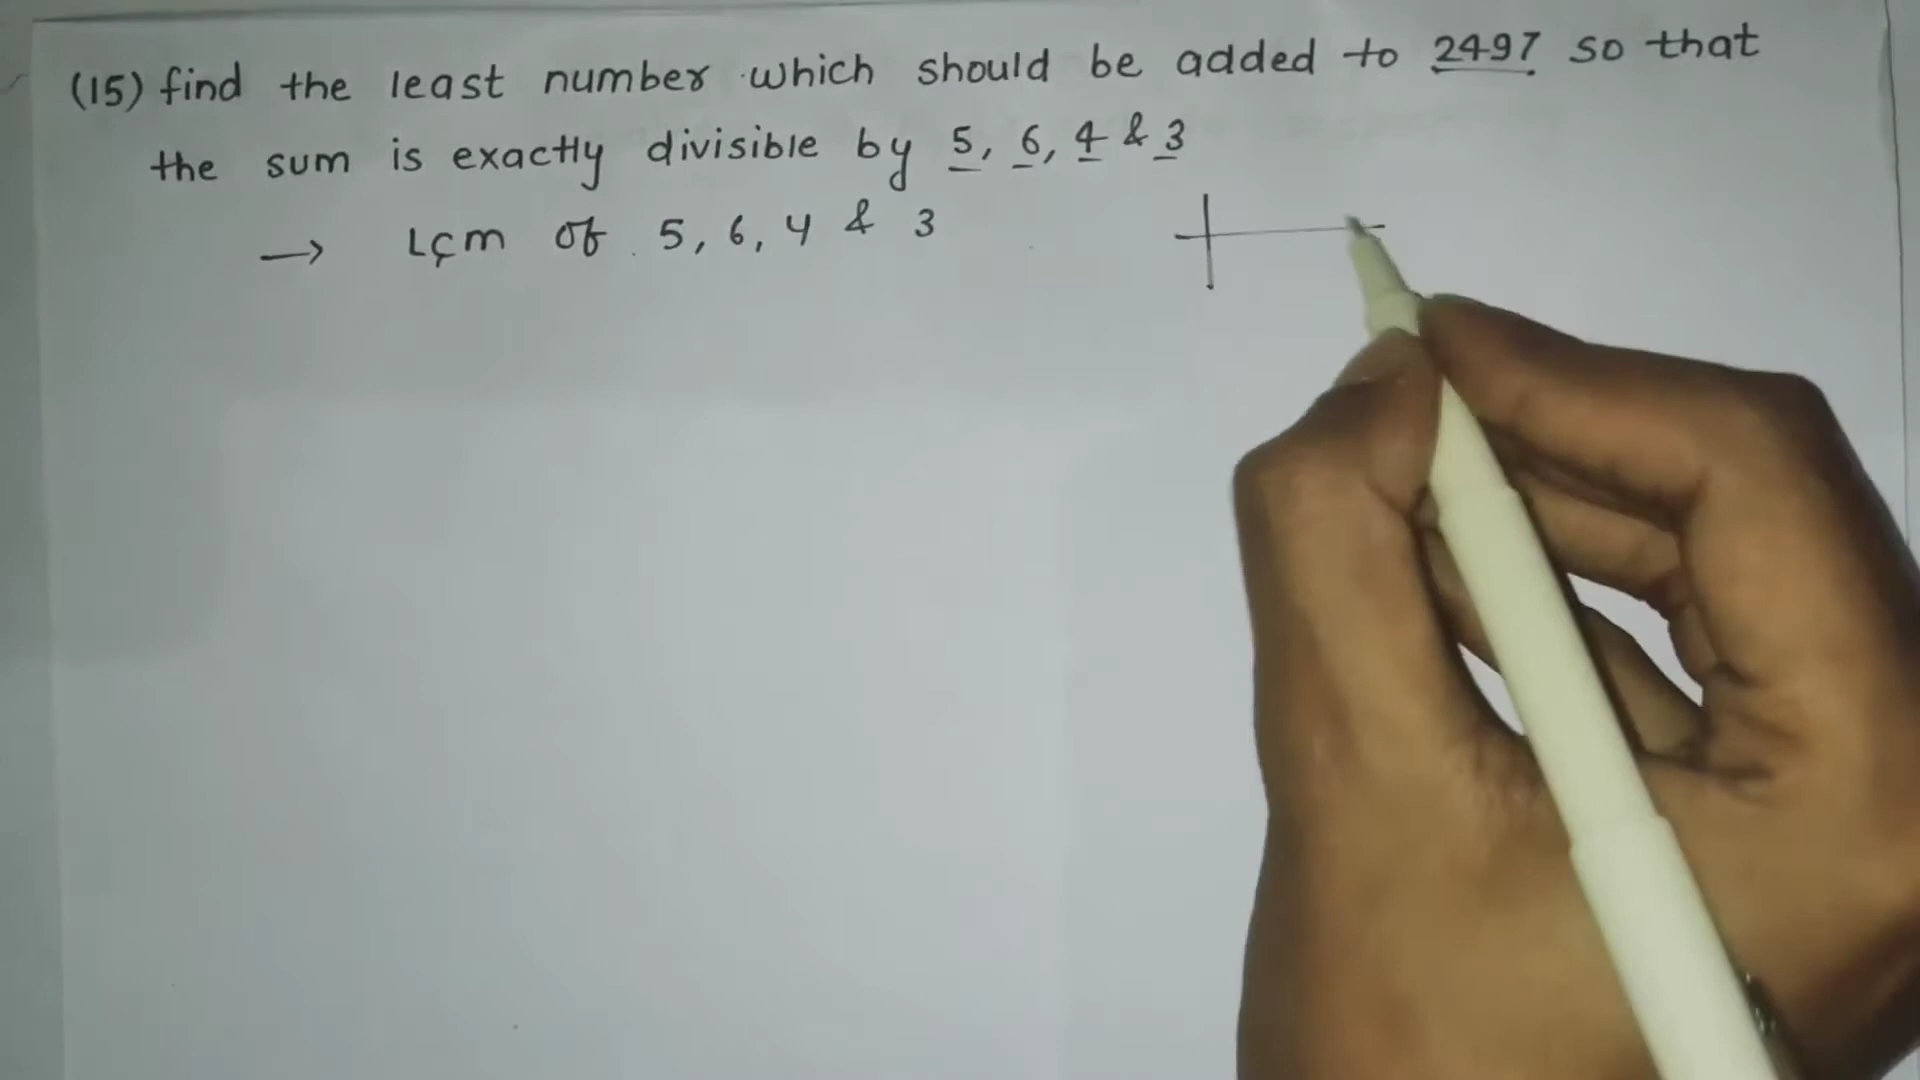 (15) find the least number which should be added to 2497 so that
the sum is exactly divisible by 5, 6, 4 & 3
→ LCM of 5, 6, 4 & 3